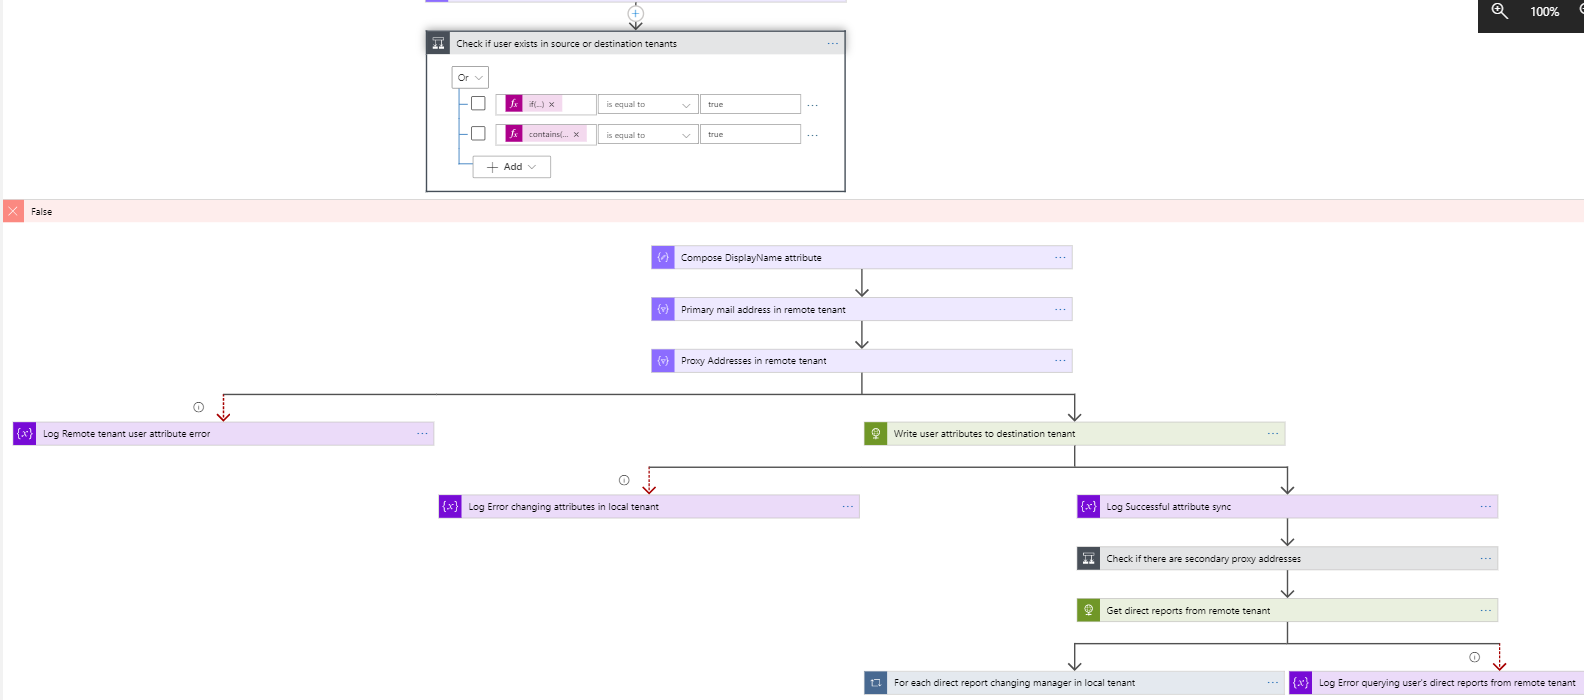 100%
Check if user exists in source or destination tenants
Or
if(...) is equal to true
contains(... is equal to true
Add
False
Compose DisplayName attribute
Primary mail address in remote tenant
Proxy Addresses in remote tenant
Log Remote tenant user attribute error
Write user attributes to destination tenant
Log Error changing attributes in local tenant
Log Successful attribute sync
Check if there are secondary proxy addresses
Get direct reports from remote tenant
For each direct report changing manager in local tenant
Log Error querying user's direct reports from remote tenant